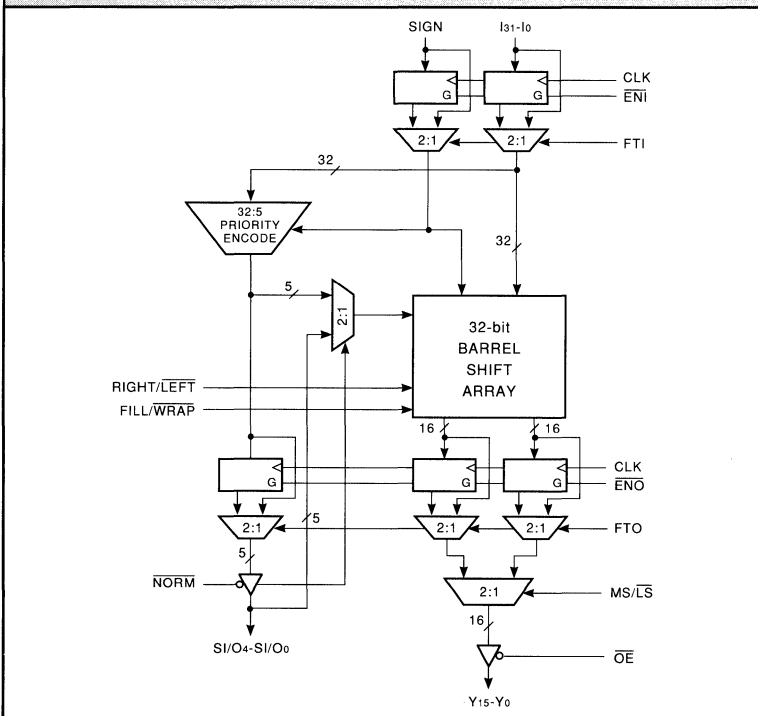 SIGN I31-I0
CLK
G G ENI
2:1 2:1 FTI
32
32:5
PRIORITY
ENCODE
32
5
2:1
32-bit
BARREL
SHIFT
ARRAY
RIGHT/LEFT
FILL/WRAP
16 16
CLK
G G G ENO
2:1 5 2:1 2:1 FTO
5
NORM 2:1 MS/LS
16
SI/O4-SI/O0
OE
Y15-Y0